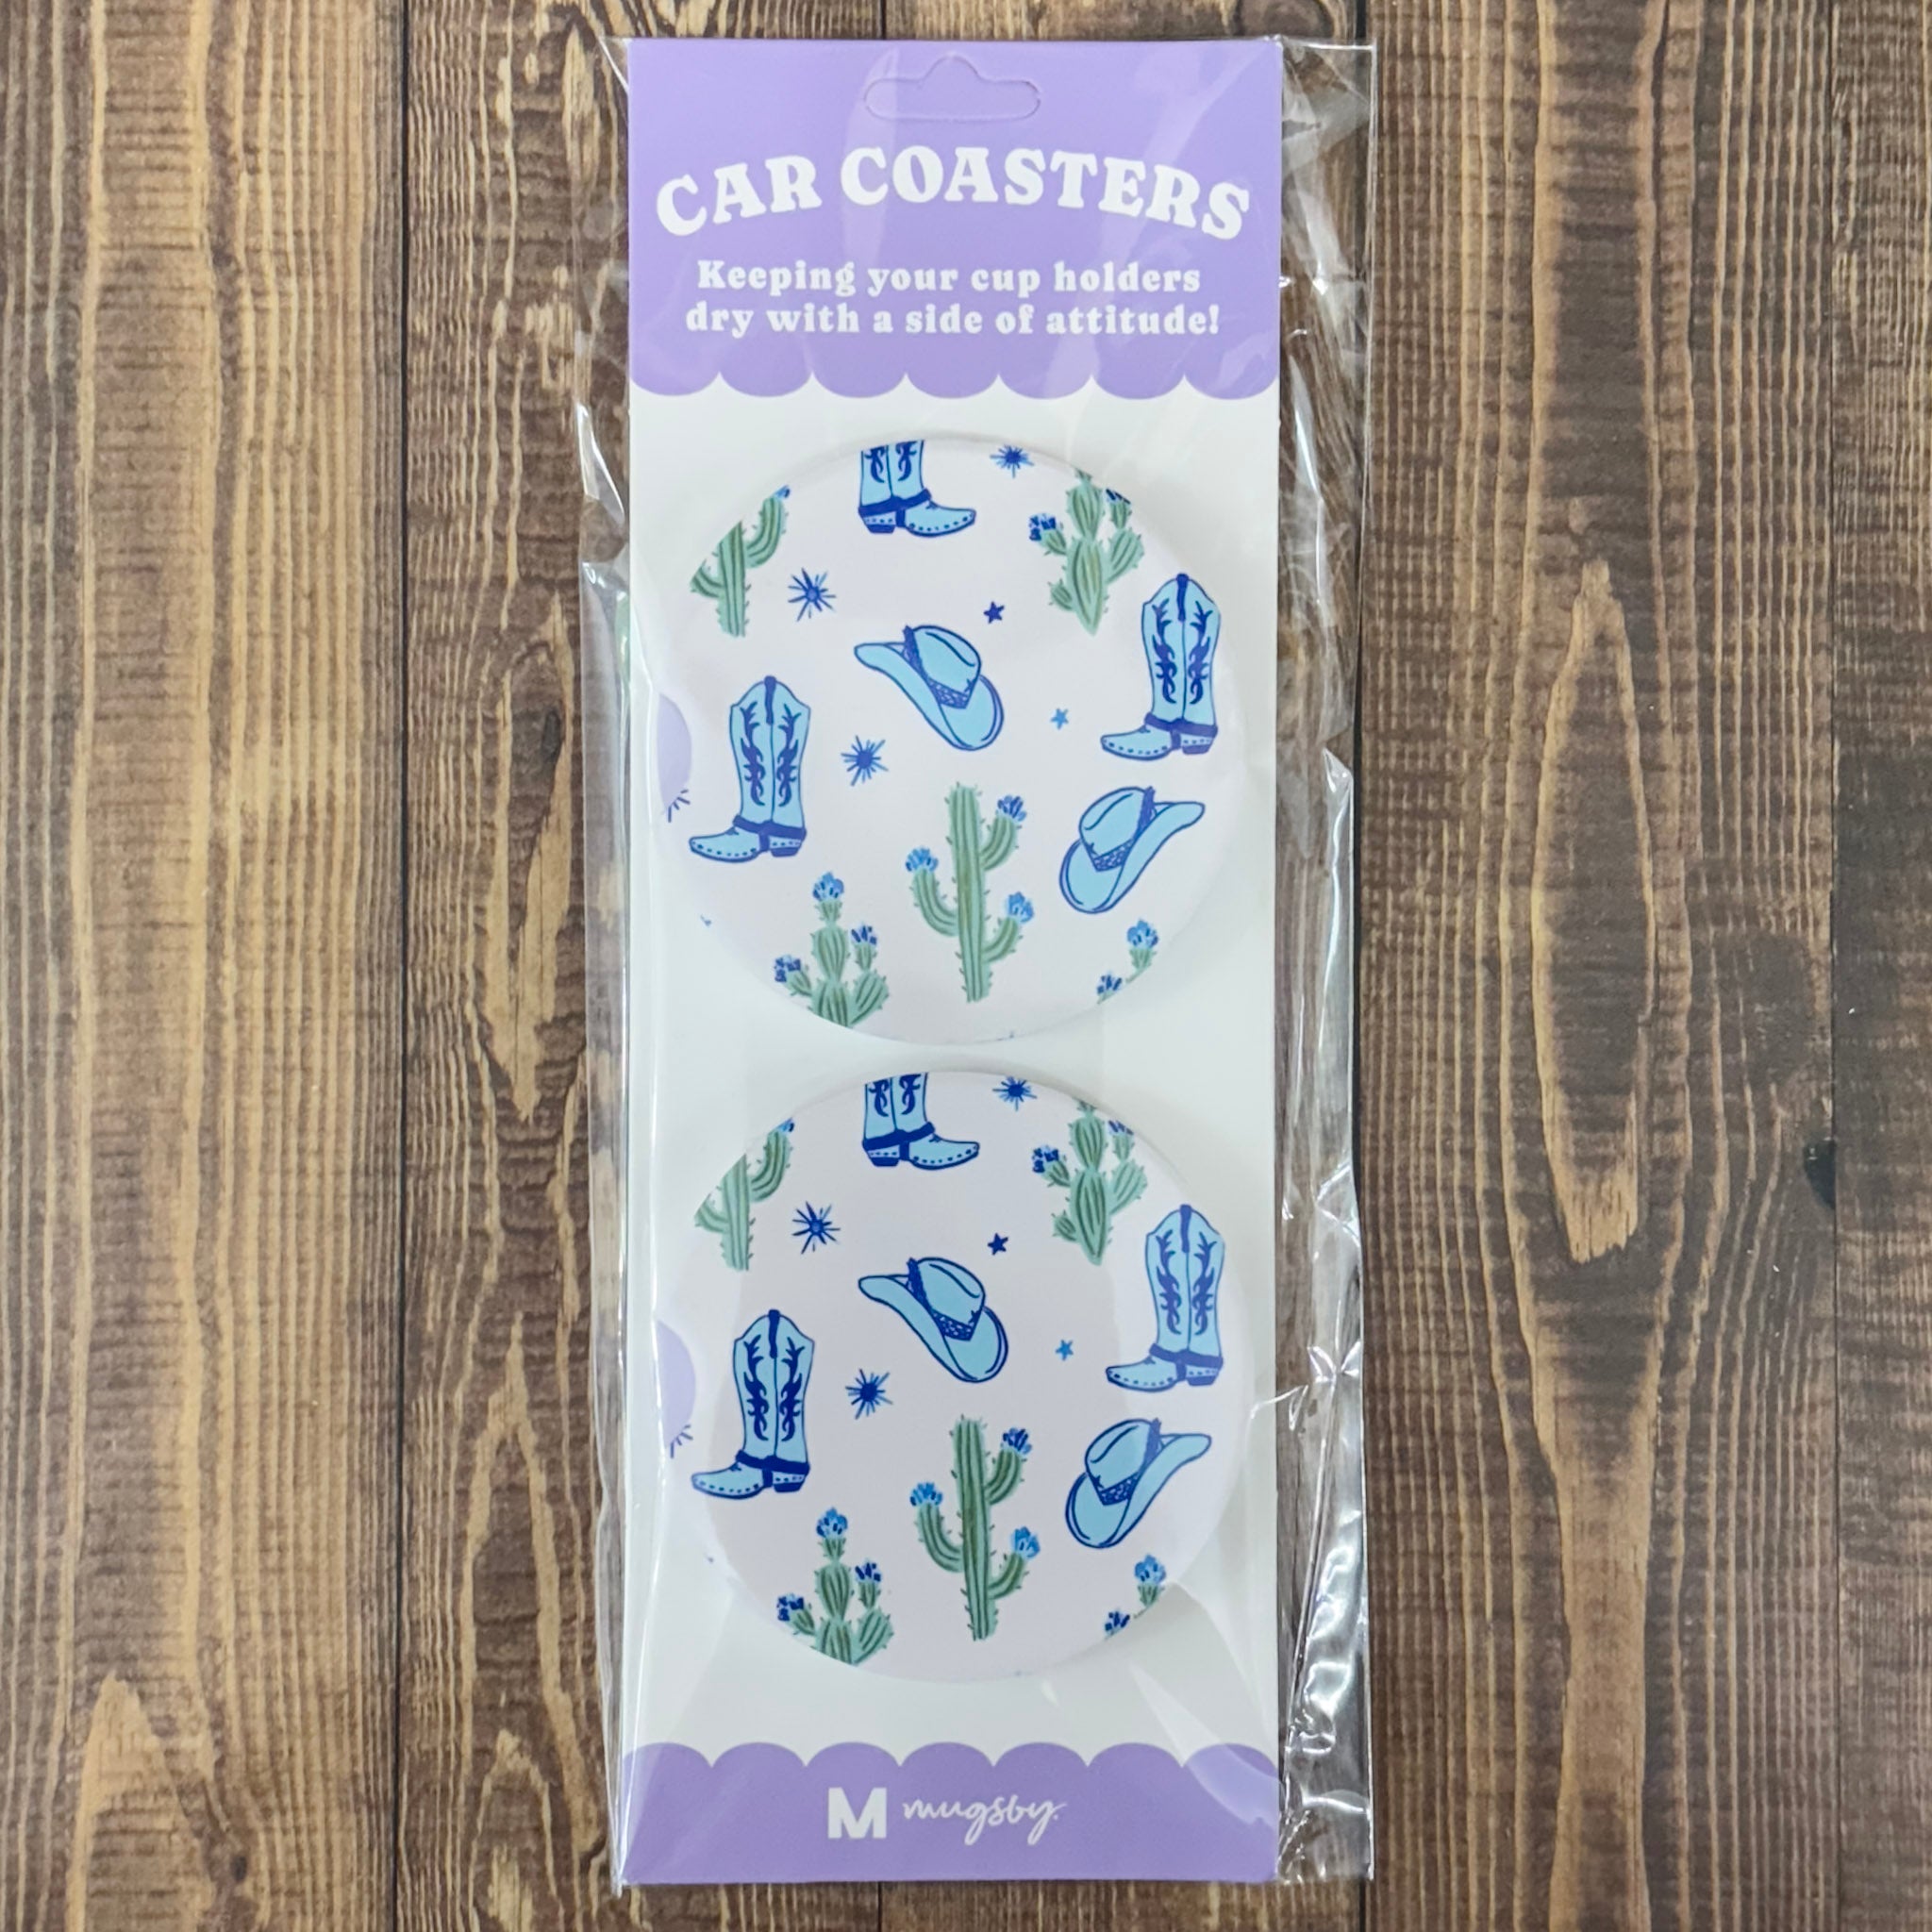 CAR COASTERS
Keeping your cup holders
dry with a side of attitude!
M mugsby.